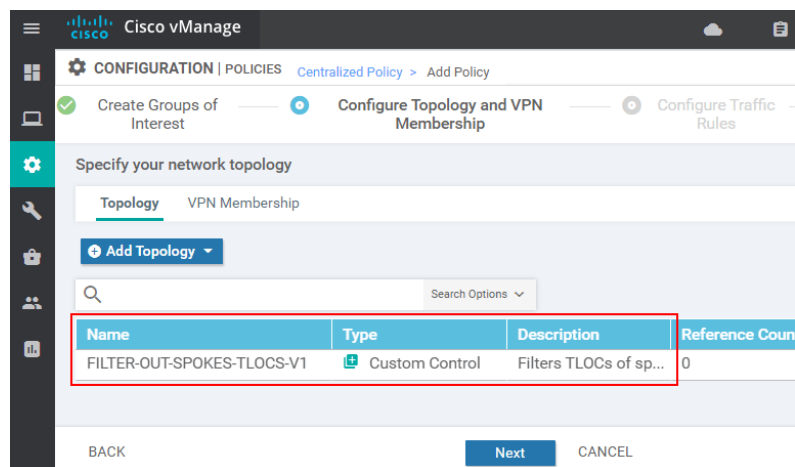 cisco Cisco vManage
CONFIGURATION | POLICIES Centralized Policy > Add Policy
Create Groups of Interest
Configure Topology and VPN Membership
Configure Traffic Rules
Specify your network topology
Topology VPN Membership
Add Topology
Search Options
Name Type Description Reference Coun
FILTER-OUT-SPOKES-TLOCS-V1 Custom Control Filters TLOCs of sp... 0
BACK Next CANCEL